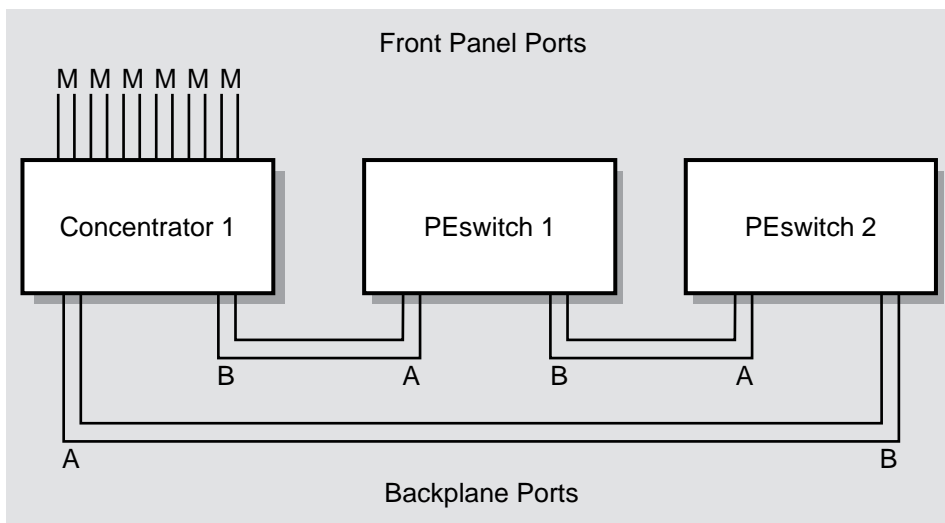 Front Panel Ports
M M M M M M
Concentrator 1
PEswitch 1
PEswitch 2
B A B A
A B
Backplane Ports